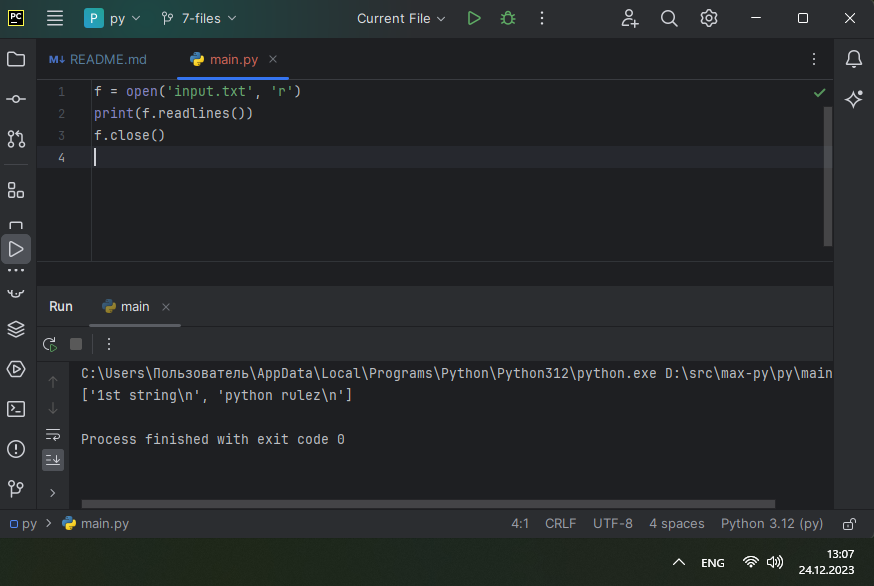 PC P py 7-files Current File
M↓ README.md main.py
1 f = open('input.txt', 'r')
2 print(f.readlines())
3 f.close()
4
Run main
C:\Users\Пользователь\AppData\Local\Programs\Python\Python312\python.exe D:\src\max-py\py\main
['1st string\n', 'python rulez\n']
Process finished with exit code 0
py main.py 4:1 CRLF UTF-8 4 spaces Python 3.12 (py)
ENG 13:07
24.12.2023